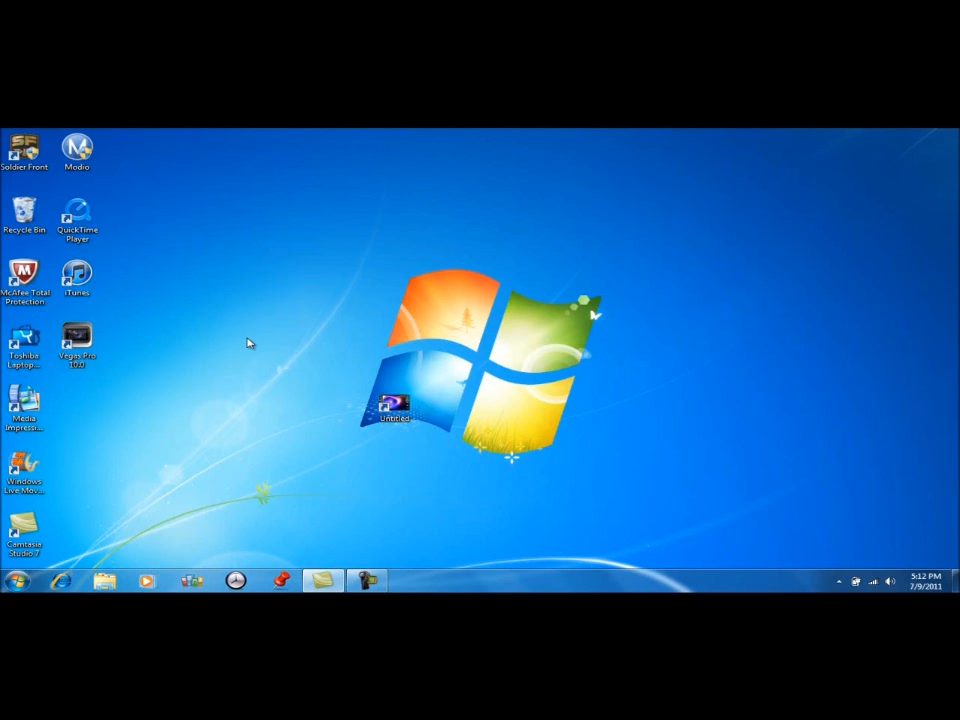 Soldier Front
Modio
Recycle Bin
QuickTime
Player
McAfee Total
Protection
iTunes
Toshiba
Laptop...
Vegas Pro
10.0
Media
Impressi...
Untitled
Windows
Live Mov...
Camtasia
Studio 7
5:12 PM
7/9/2011